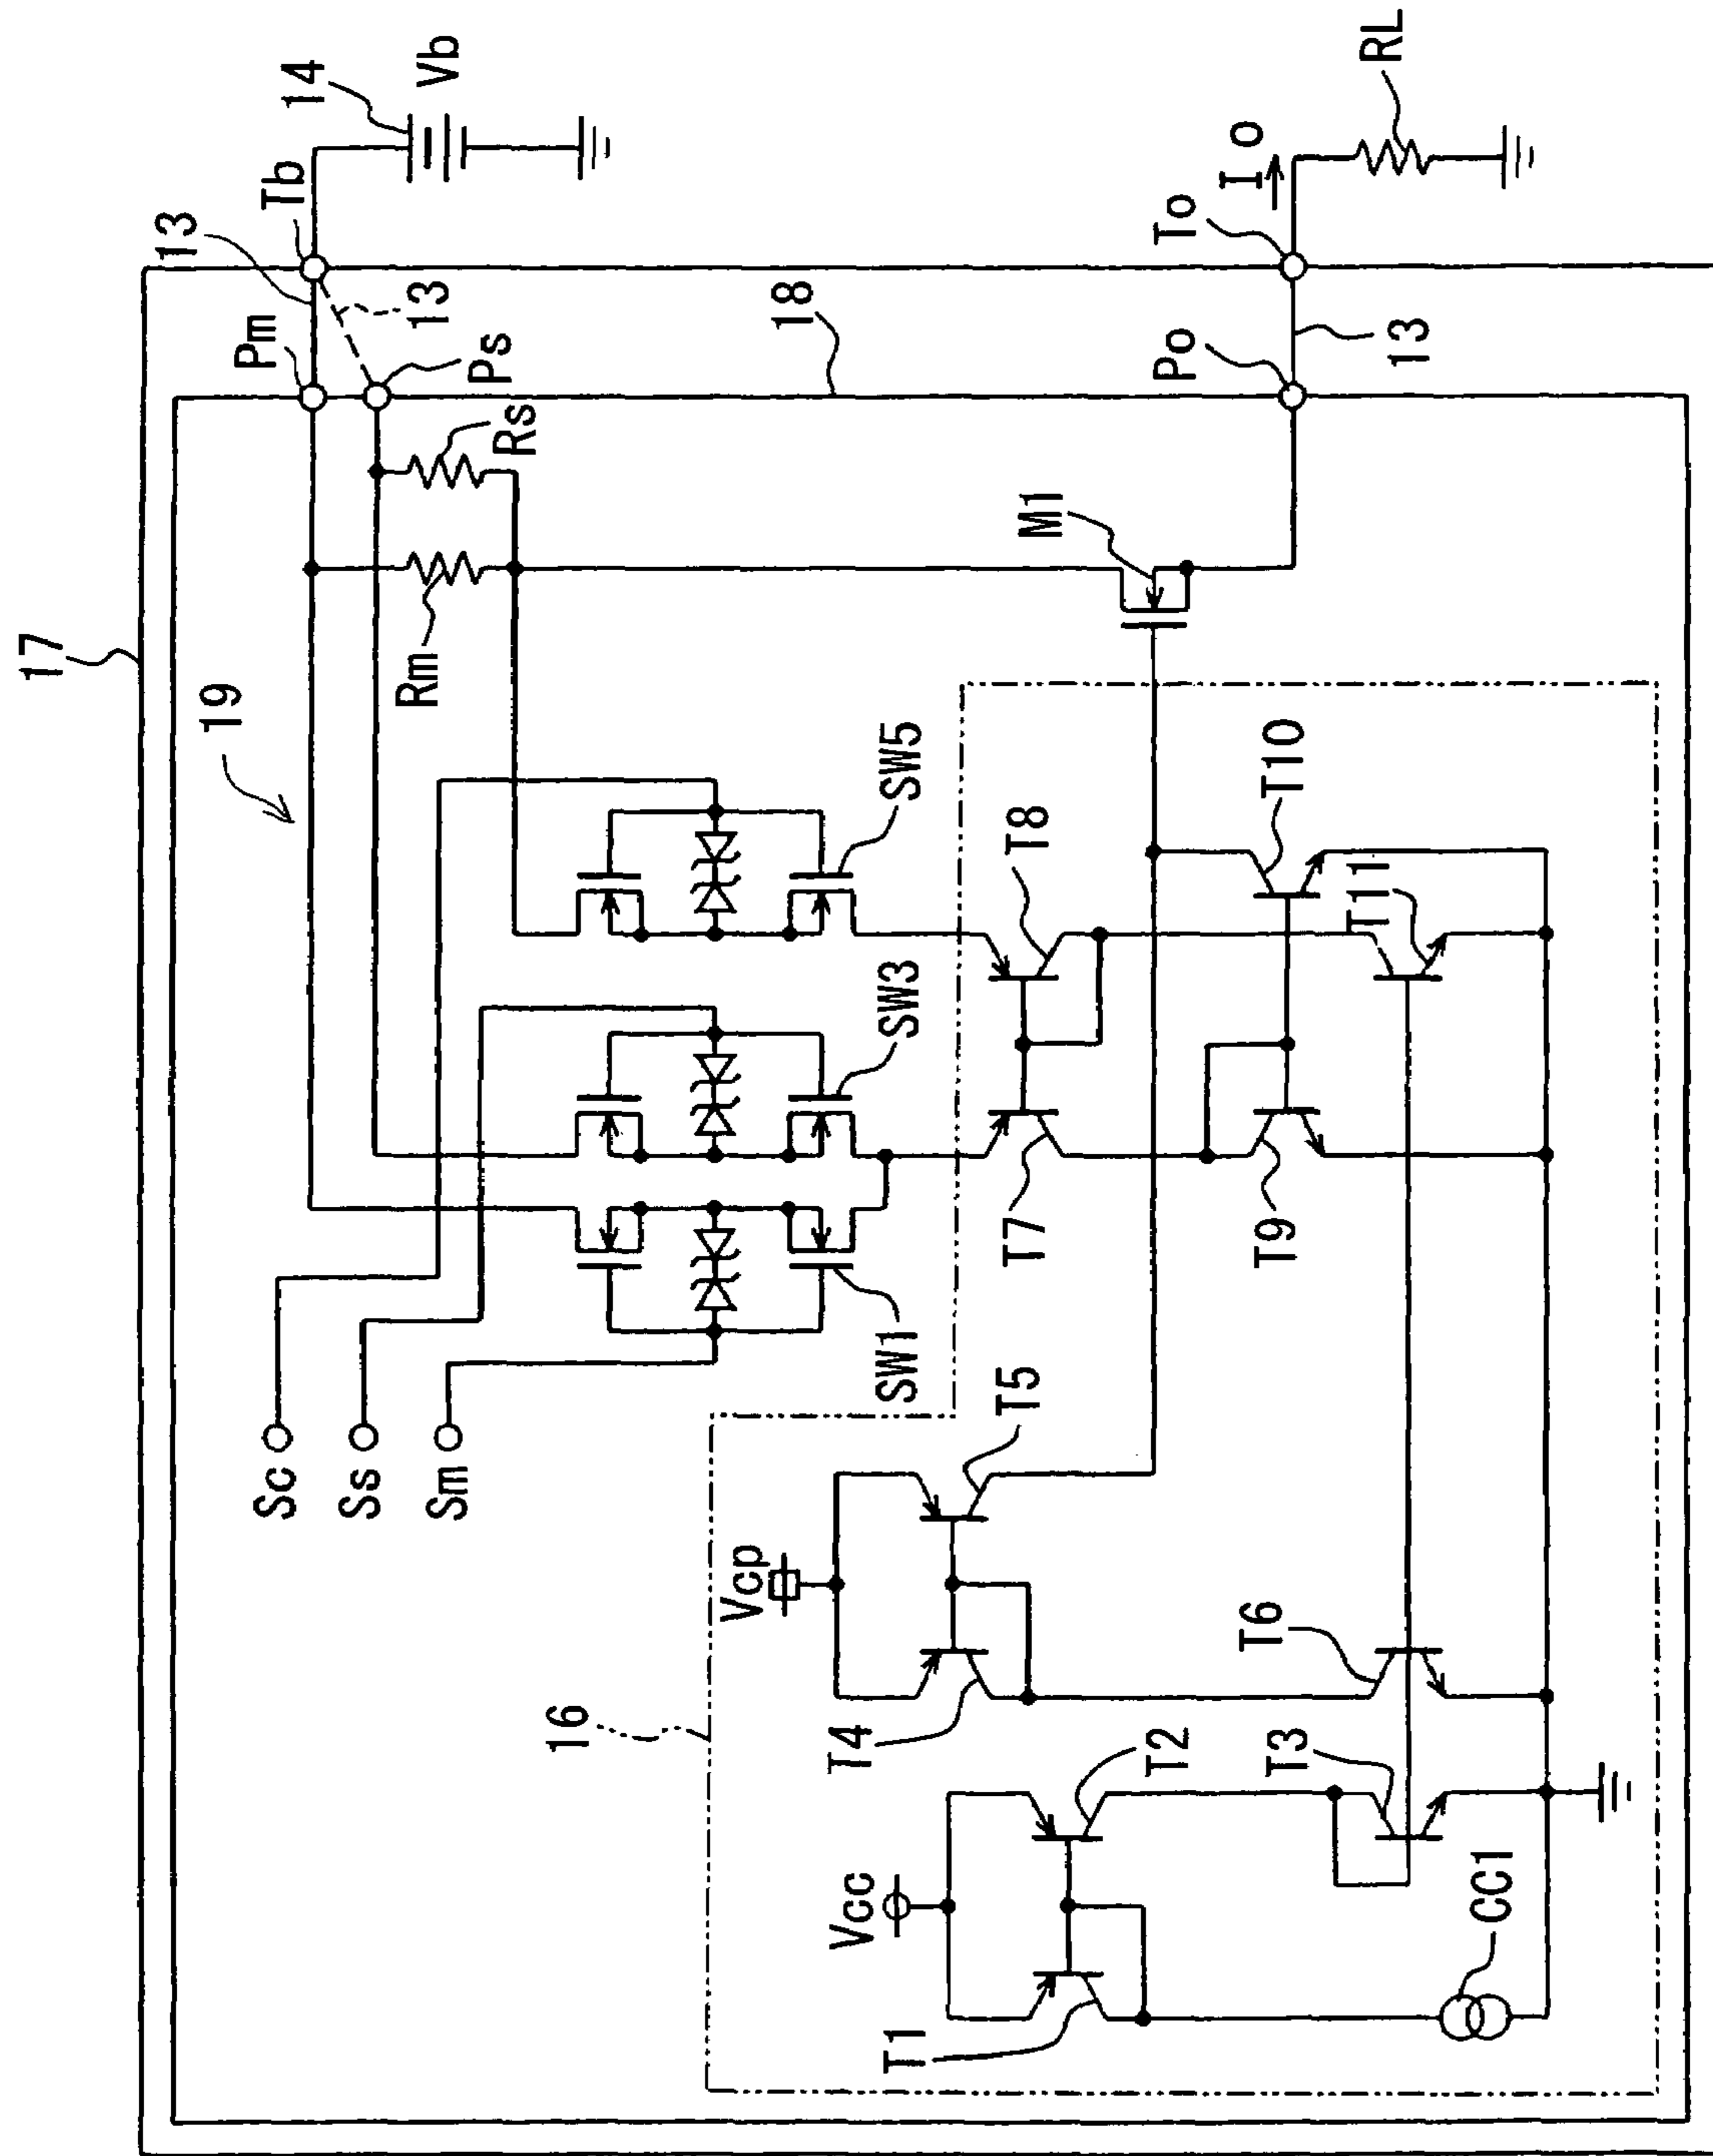 17
14
Vb
Tb
13
Pm
13
Ps
18
19
Rs
Rm
RL
Io
To
Po
13
M1
Sc
Ss
Sm
SW1
SW3
SW5
16
Vcp
T5
T4
T6
Vcc
T2
T1
T3
CC1
T8
T7
T10
T9
T11